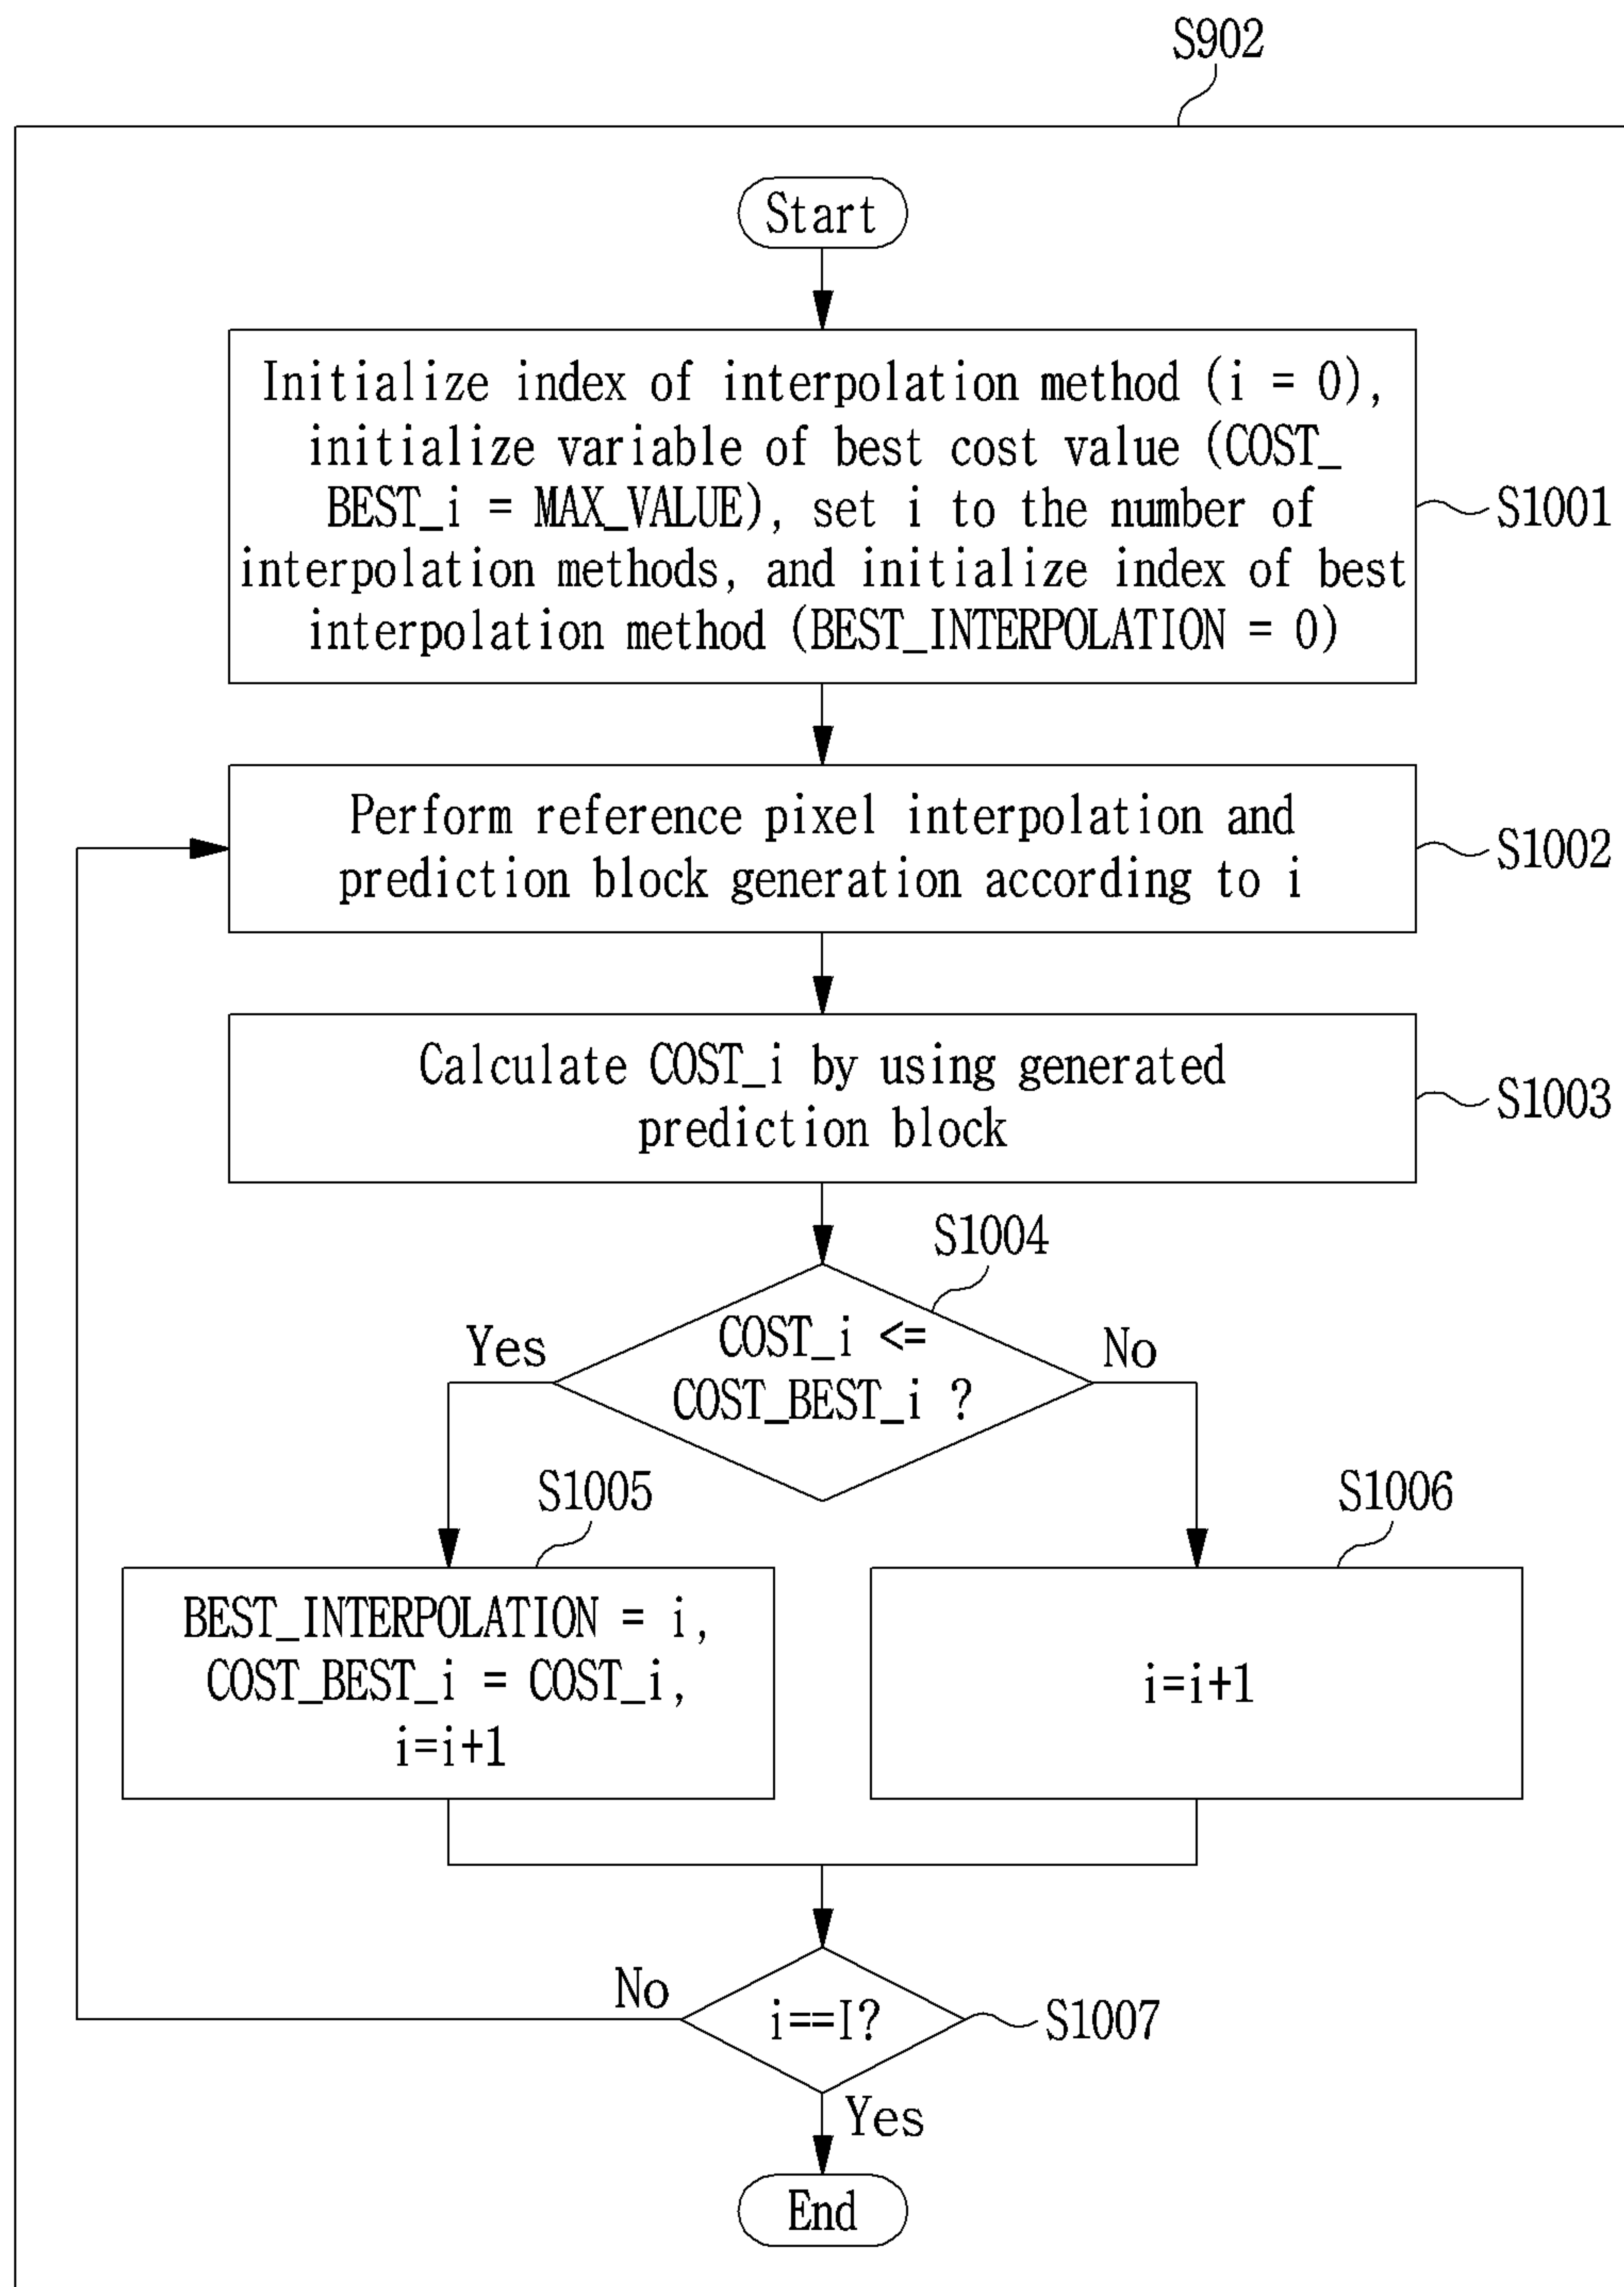 S902
Start
Initialize index of interpolation method (i = 0),
initialize variable of best cost value (COST_
BEST_i = MAX_VALUE), set i to the number of
interpolation methods, and initialize index of best
interpolation method (BEST_INTERPOLATION = 0)
S1001
Perform reference pixel interpolation and
prediction block generation according to i
S1002
Calculate COST_i by using generated
prediction block
S1003
S1004
COST_i <=
COST_BEST_i ?
Yes
No
S1005
BEST_INTERPOLATION = i,
COST_BEST_i = COST_i,
i=i+1
S1006
i=i+1
i==I?
S1007
No
Yes
End